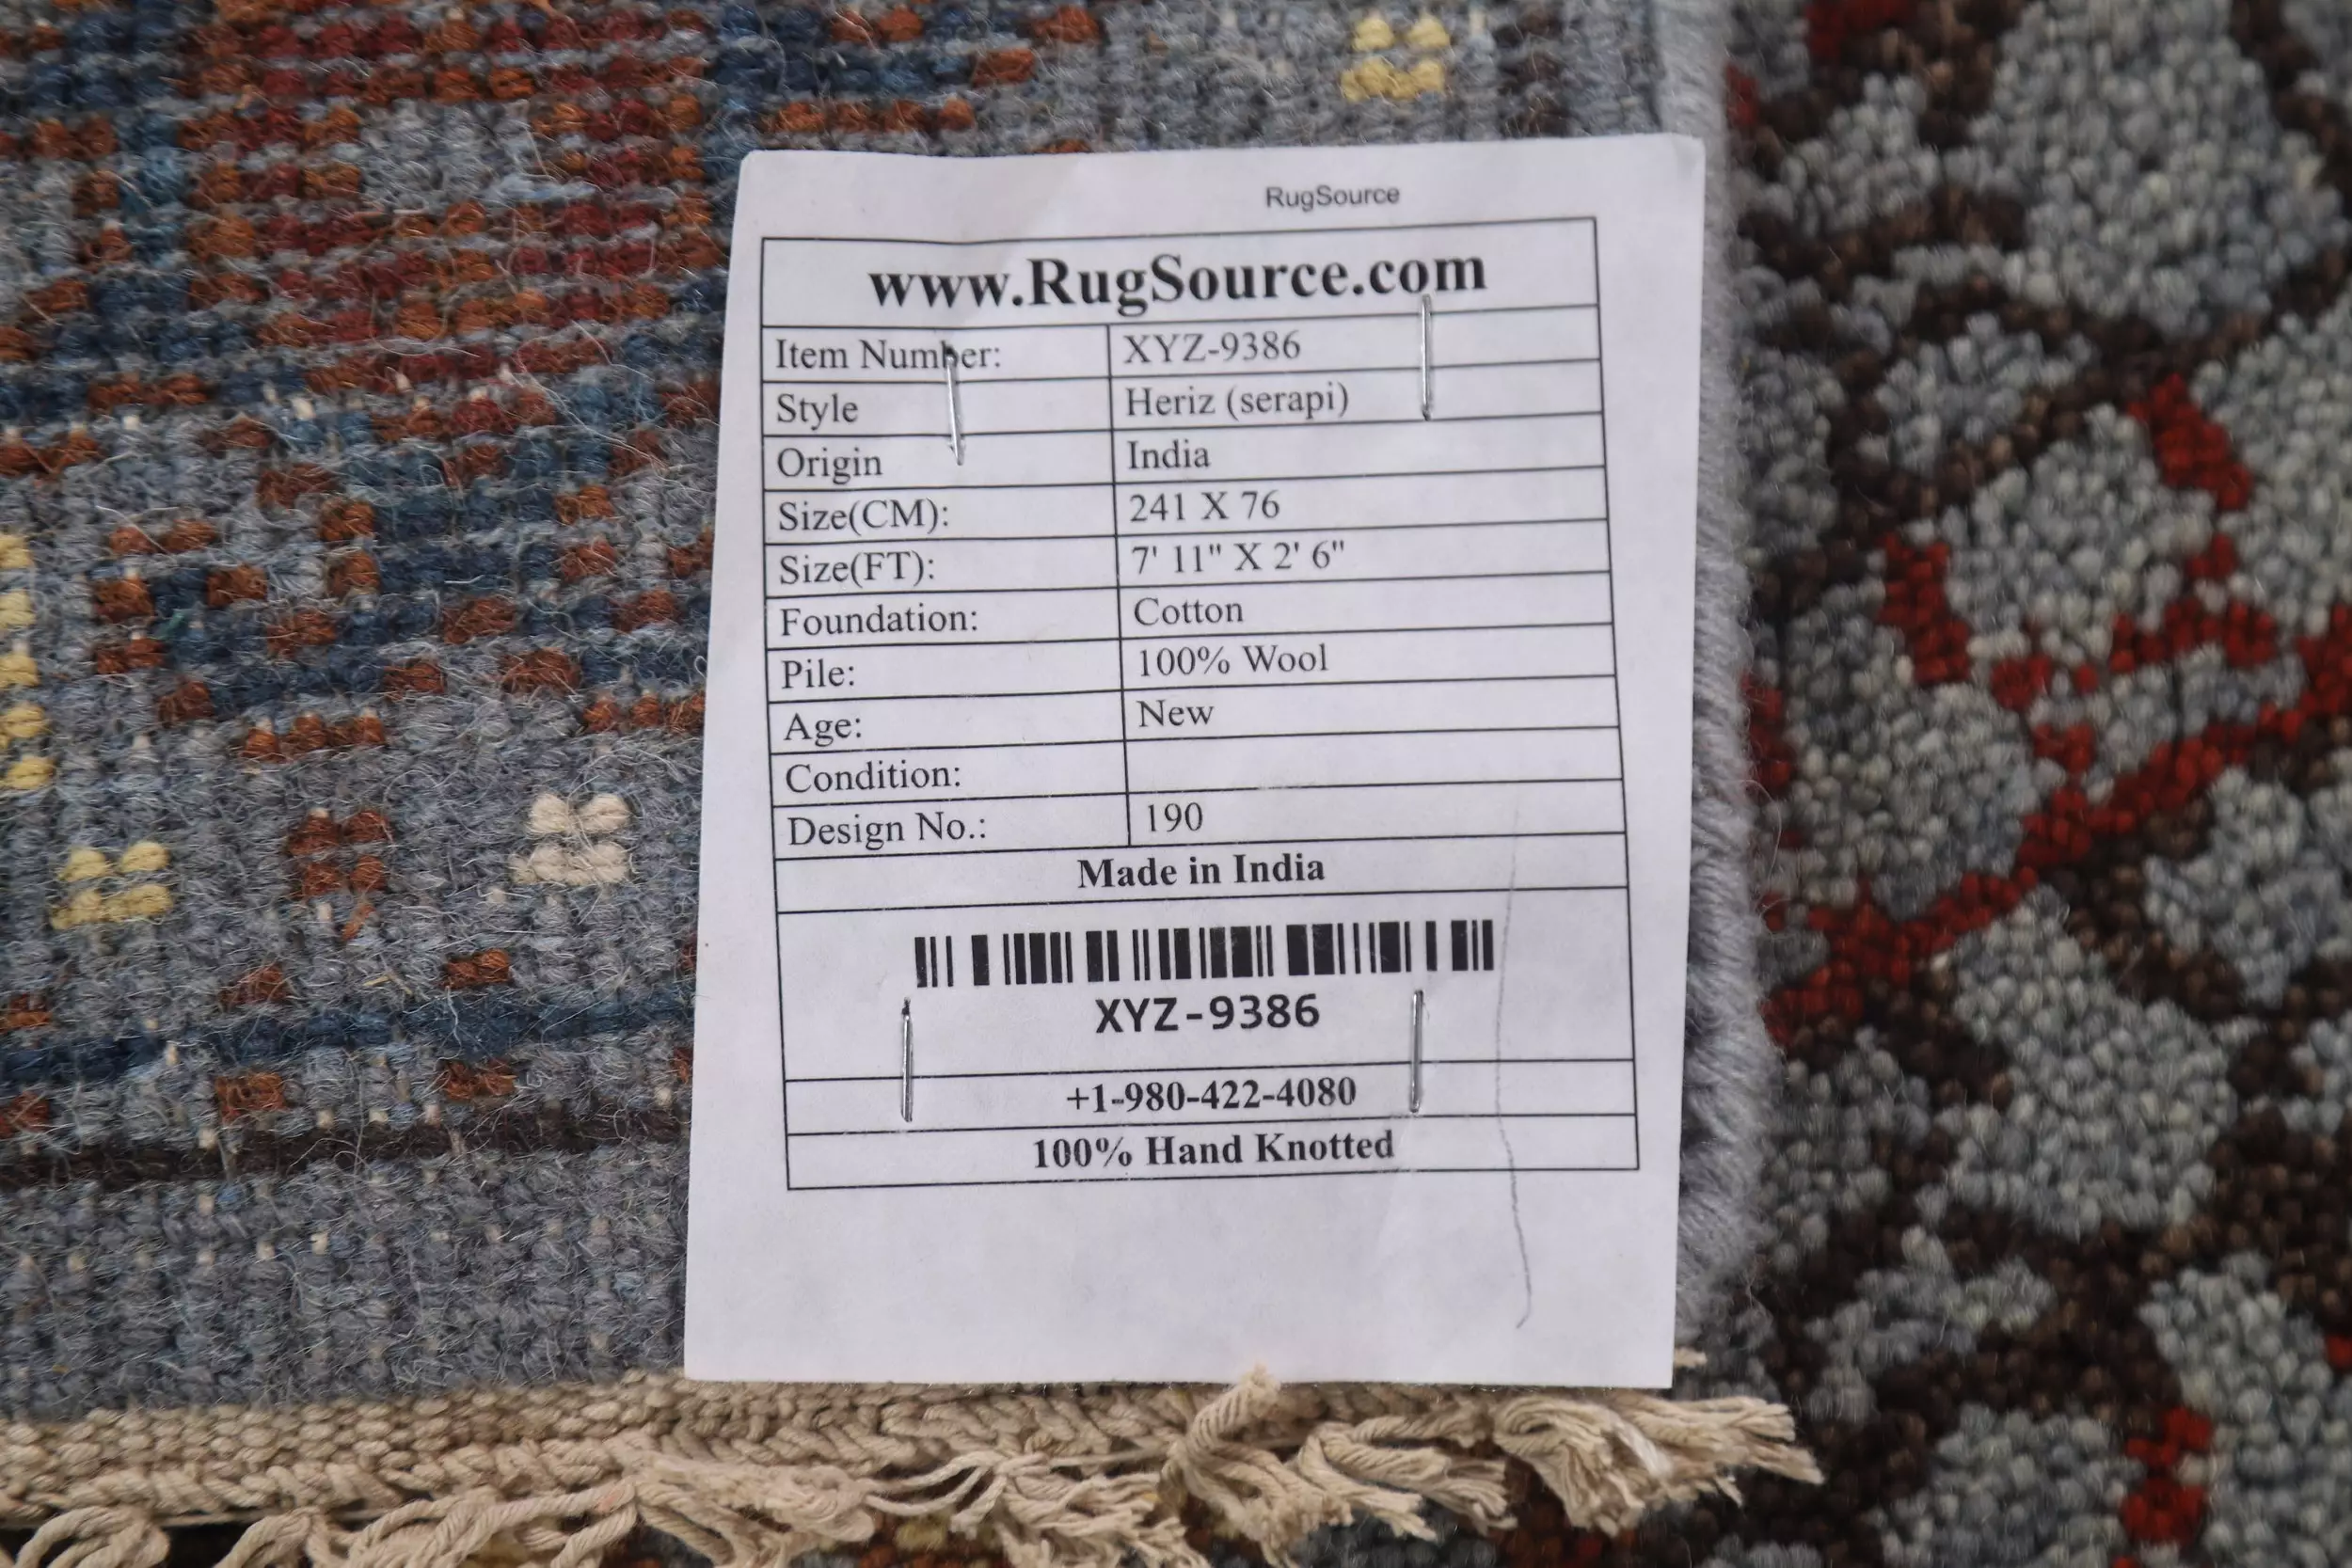 RugSource
www.RugSource.com
Item Number: XYZ-9386
Style Heriz (serapi)
Origin India
Size(CM): 241 X 76
Size(FT): 7' 11" X 2' 6"
Foundation: Cotton
Pile: 100% Wool
Age: New
Condition:
Design No.: 190
Made in India
XYZ-9386
+1-980-422-4080
100% Hand Knotted